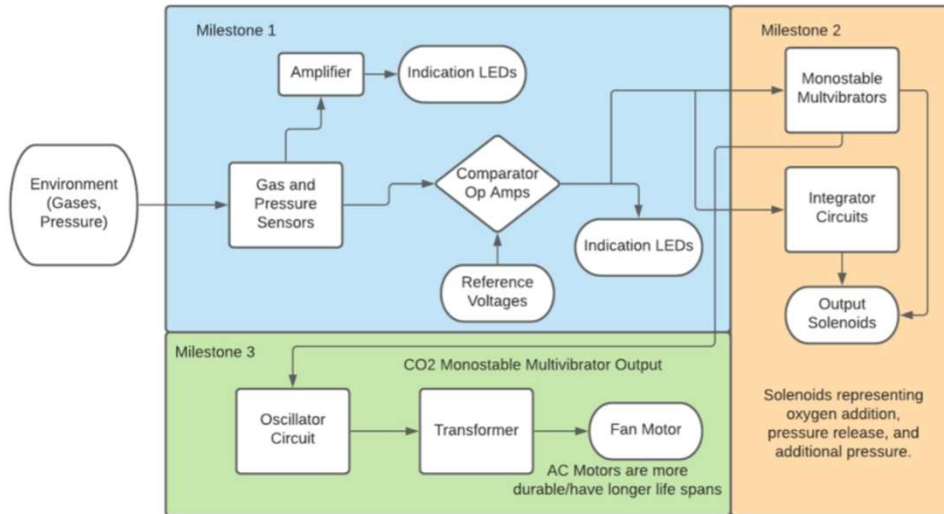 Milestone 1
Amplifier
Indication LEDs
Environment
(Gases,
Pressure)
Gas and
Pressure
Sensors
Comparator
Op Amps
Indication LEDs
Reference
Voltages
Milestone 2
Monostable
Multvibrators
Integrator
Circuits
Output
Solenoids
Solenoids representing
oxygen addition,
pressure release, and
additional pressure.
Milestone 3
CO2 Monostable Multivibrator Output
Oscillator
Circuit
Transformer
Fan Motor
AC Motors are more
durable/have longer life spans